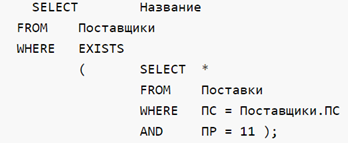 SELECT Название
FROM Поставщики
WHERE EXISTS
( SELECT *
FROM Поставки
WHERE ПС = Поставщики.ПС
AND ПР = 11 );